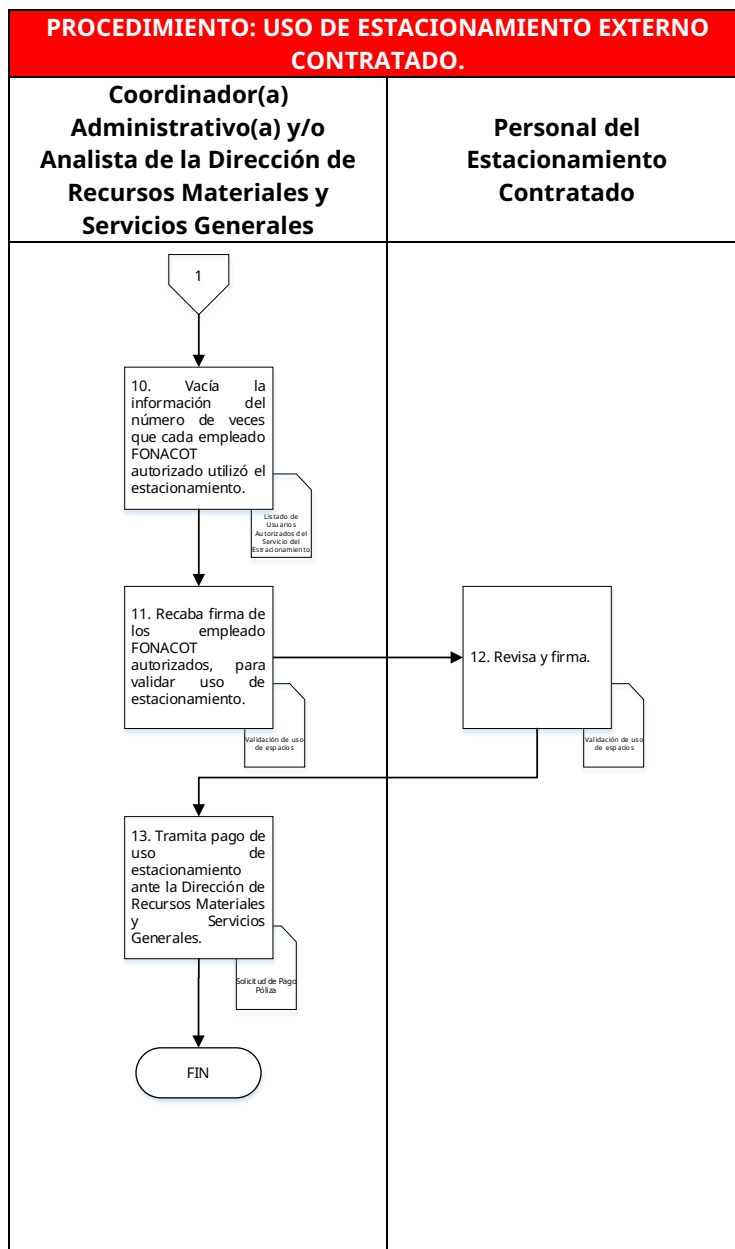 PROCEDIMIENTO: USO DE ESTACIONAMIENTO EXTERNO
CONTRATADO.
Coordinador(a)
Administrativo(a) y/o
Analista de la Dirección de
Recursos Materiales y
Servicios Generales
Personal del
Estacionamiento
Contratado
1
10. Vacía la
información del
número de veces
que cada empleado
FONACOT
autorizado utilizó el
estacionamiento.
Listado de
Usuarios
Autorizados del
Servicio del
Estracionamiento
11. Recaba firma de
los empleado
FONACOT
autorizados, para
validar uso de
estacionamiento.
Validación de uso
de espacios
12. Revisa y firma.
Validación de uso
de espacios
13. Tramita pago de
uso de
estacionamiento
ante la Dirección de
Recursos Materiales
y Servicios
Generales.
Solicitud de Pago
Póliza
FIN